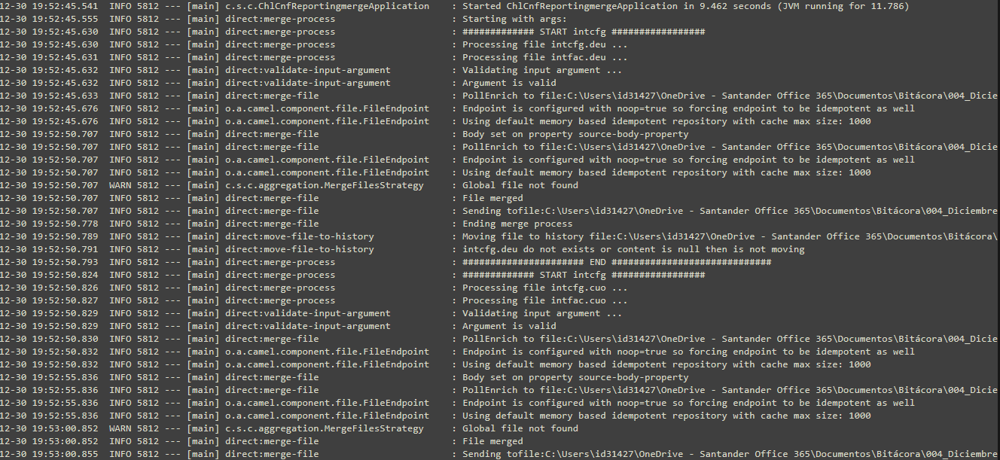 12-30 19:52:45.541  INFO 5812 --- [main] c.s.c.ChlCnfReportingmergeApplication    : Started ChlCnfReportingmergeApplication in 9.462 seconds (JVM running for 11.786)
12-30 19:52:45.555  INFO 5812 --- [main] direct:merge-process                     : Starting with args:
12-30 19:52:45.630  INFO 5812 --- [main] direct:merge-process                     : ############# START intcfg #################
12-30 19:52:45.630  INFO 5812 --- [main] direct:merge-process                     : Processing file intcfg.deu ...
12-30 19:52:45.631  INFO 5812 --- [main] direct:merge-process                     : Processing file intfac.deu ...
12-30 19:52:45.632  INFO 5812 --- [main] direct:validate-input-argument           : Validating input argument ...
12-30 19:52:45.632  INFO 5812 --- [main] direct:validate-input-argument           : Argument is valid
12-30 19:52:45.633  INFO 5812 --- [main] direct:merge-file                        : PollEnrich to file:C:\Users\id31427\OneDrive - Santander Office 365\Documentos\Bitácora\004_Dicie
12-30 19:52:45.676  INFO 5812 --- [main] o.a.camel.component.file.FileEndpoint    : Endpoint is configured with noop=true so forcing endpoint to be idempotent as well
12-30 19:52:45.676  INFO 5812 --- [main] o.a.camel.component.file.FileEndpoint    : Using default memory based idempotent repository with cache max size: 1000
12-30 19:52:50.707  INFO 5812 --- [main] direct:merge-file                        : Body set on property source-body-property
12-30 19:52:50.707  INFO 5812 --- [main] direct:merge-file                        : PollEnrich to file:C:\Users\id31427\OneDrive - Santander Office 365\Documentos\Bitácora\004_Dicie
12-30 19:52:50.707  INFO 5812 --- [main] o.a.camel.component.file.FileEndpoint    : Endpoint is configured with noop=true so forcing endpoint to be idempotent as well
12-30 19:52:50.707  INFO 5812 --- [main] o.a.camel.component.file.FileEndpoint    : Using default memory based idempotent repository with cache max size: 1000
12-30 19:52:50.707  WARN 5812 --- [main] c.s.c.aggregation.MergeFilesStrategy     : Global file not found
12-30 19:52:50.707  INFO 5812 --- [main] direct:merge-file                        : File merged
12-30 19:52:50.707  INFO 5812 --- [main] direct:merge-file                        : Sending tofile:C:\Users\id31427\OneDrive - Santander Office 365\Documentos\Bitácora\004_Diciembre
12-30 19:52:50.778  INFO 5812 --- [main] direct:merge-file                        : Ending merge process
12-30 19:52:50.789  INFO 5812 --- [main] direct:move-file-to-history              : Moving file to history file:C:\Users\id31427\OneDrive - Santander Office 365\Documentos\Bitácora\
12-30 19:52:50.791  INFO 5812 --- [main] direct:move-file-to-history              : intcfg.deu do not exists or content is null then is not moving
12-30 19:52:50.793  INFO 5812 --- [main] direct:merge-process                     : ###################### END #############################
12-30 19:52:50.824  INFO 5812 --- [main] direct:merge-process                     : ############# START intcfg #################
12-30 19:52:50.826  INFO 5812 --- [main] direct:merge-process                     : Processing file intcfg.cuo ...
12-30 19:52:50.827  INFO 5812 --- [main] direct:merge-process                     : Processing file intfac.cuo ...
12-30 19:52:50.829  INFO 5812 --- [main] direct:validate-input-argument           : Validating input argument ...
12-30 19:52:50.829  INFO 5812 --- [main] direct:validate-input-argument           : Argument is valid
12-30 19:52:50.830  INFO 5812 --- [main] direct:merge-file                        : PollEnrich to file:C:\Users\id31427\OneDrive - Santander Office 365\Documentos\Bitácora\004_Dicie
12-30 19:52:50.832  INFO 5812 --- [main] o.a.camel.component.file.FileEndpoint    : Endpoint is configured with noop=true so forcing endpoint to be idempotent as well
12-30 19:52:50.832  INFO 5812 --- [main] o.a.camel.component.file.FileEndpoint    : Using default memory based idempotent repository with cache max size: 1000
12-30 19:52:55.836  INFO 5812 --- [main] direct:merge-file                        : Body set on property source-body-property
12-30 19:52:55.836  INFO 5812 --- [main] direct:merge-file                        : PollEnrich to file:C:\Users\id31427\OneDrive - Santander Office 365\Documentos\Bitácora\004_Dicie
12-30 19:52:55.836  INFO 5812 --- [main] o.a.camel.component.file.FileEndpoint    : Endpoint is configured with noop=true so forcing endpoint to be idempotent as well
12-30 19:52:55.836  INFO 5812 --- [main] o.a.camel.component.file.FileEndpoint    : Using default memory based idempotent repository with cache max size: 1000
12-30 19:53:00.852  WARN 5812 --- [main] c.s.c.aggregation.MergeFilesStrategy     : Global file not found
12-30 19:53:00.852  INFO 5812 --- [main] direct:merge-file                        : File merged
12-30 19:53:00.855  INFO 5812 --- [main] direct:merge-file                        : Sending tofile:C:\Users\id31427\OneDrive - Santander Office 365\Documentos\Bitácora\004_Diciembre